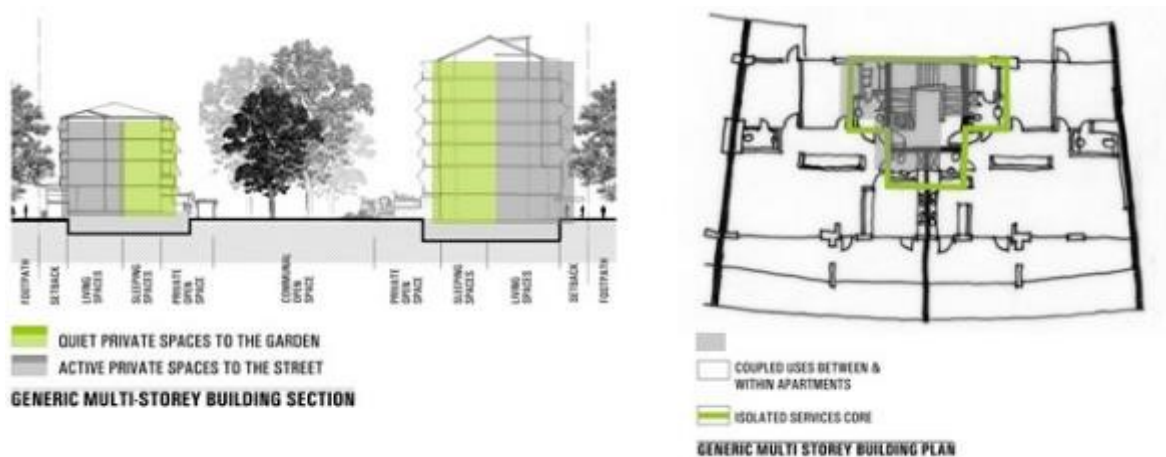 FOOTPATH
SETBACK
LIVING
SPACES
SLEEPING
SPACES
PRIVATE
OPEN
SPACE
COMMUNAL
OPEN
SPACE
PRIVATE
OPEN
SPACE
SLEEPING
SPACES
LIVING
SPACES
SETBACK
FOOTPATH
QUIET PRIVATE SPACES TO THE GARDEN
ACTIVE PRIVATE SPACES TO THE STREET
GENERIC MULTI-STOREY BUILDING SECTION
COUPLED USES BETWEEN &
WITHIN APARTMENTS
ISOLATED SERVICES CORE
GENERIC MULTI STOREY BUILDING PLAN